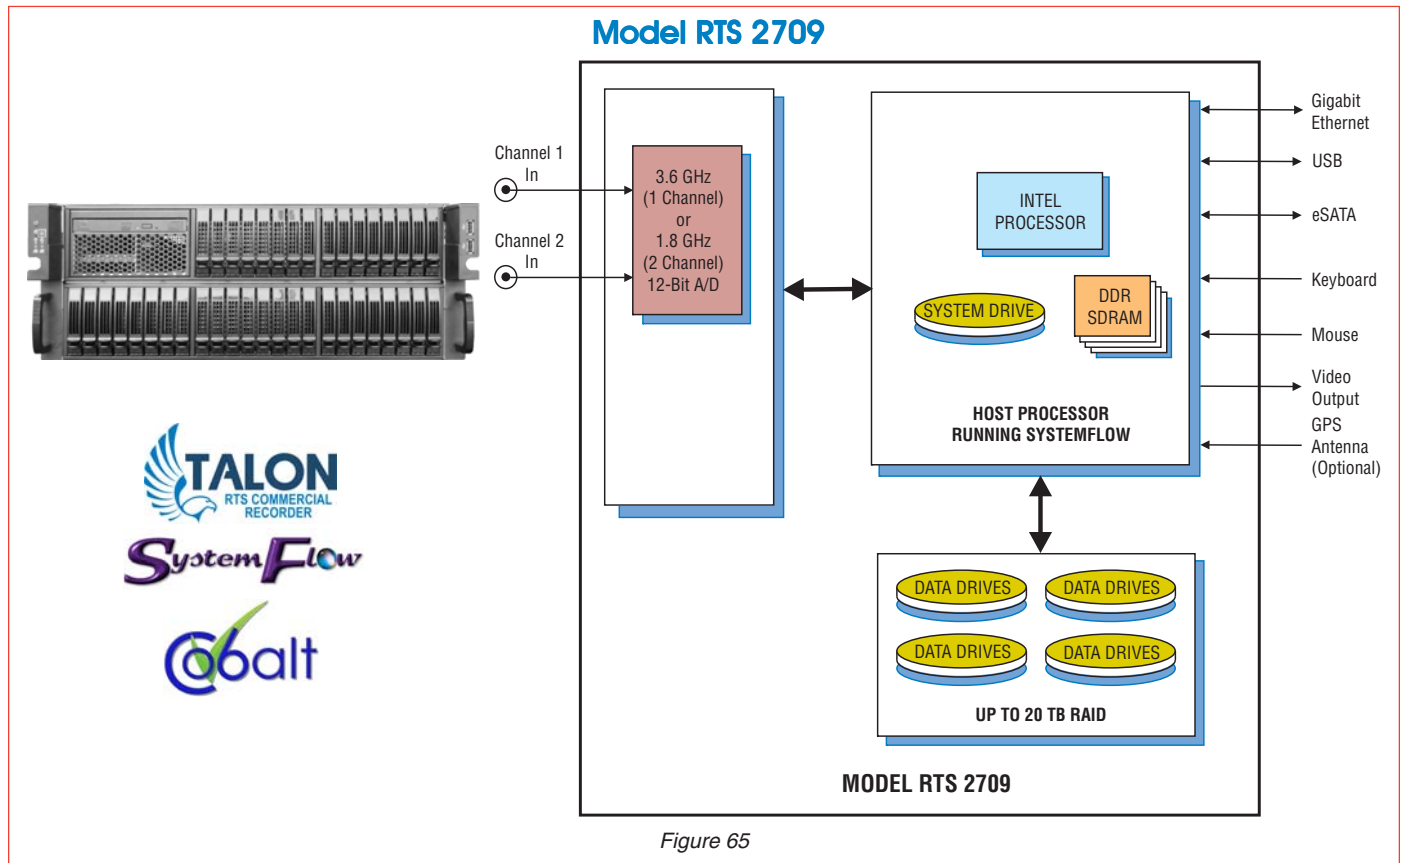 Model RTS 2709
Channel 1
In
Channel 2
In
3.6 GHz
(1 Channel)
or
1.8 GHz
(2 Channel)
12-Bit A/D
INTEL
PROCESSOR
SYSTEM DRIVE
DDR
SDRAM
HOST PROCESSOR
RUNNING SYSTEMFLOW
Gigabit
Ethernet
USB
eSATA
Keyboard
Mouse
Video
Output
GPS
Antenna
(Optional)
DATA DRIVES
DATA DRIVES
DATA DRIVES
DATA DRIVES
UP TO 20 TB RAID
MODEL RTS 2709
TALON
RTS COMMERCIAL
RECORDER
SystemFlow
Cobalt
Figure 65